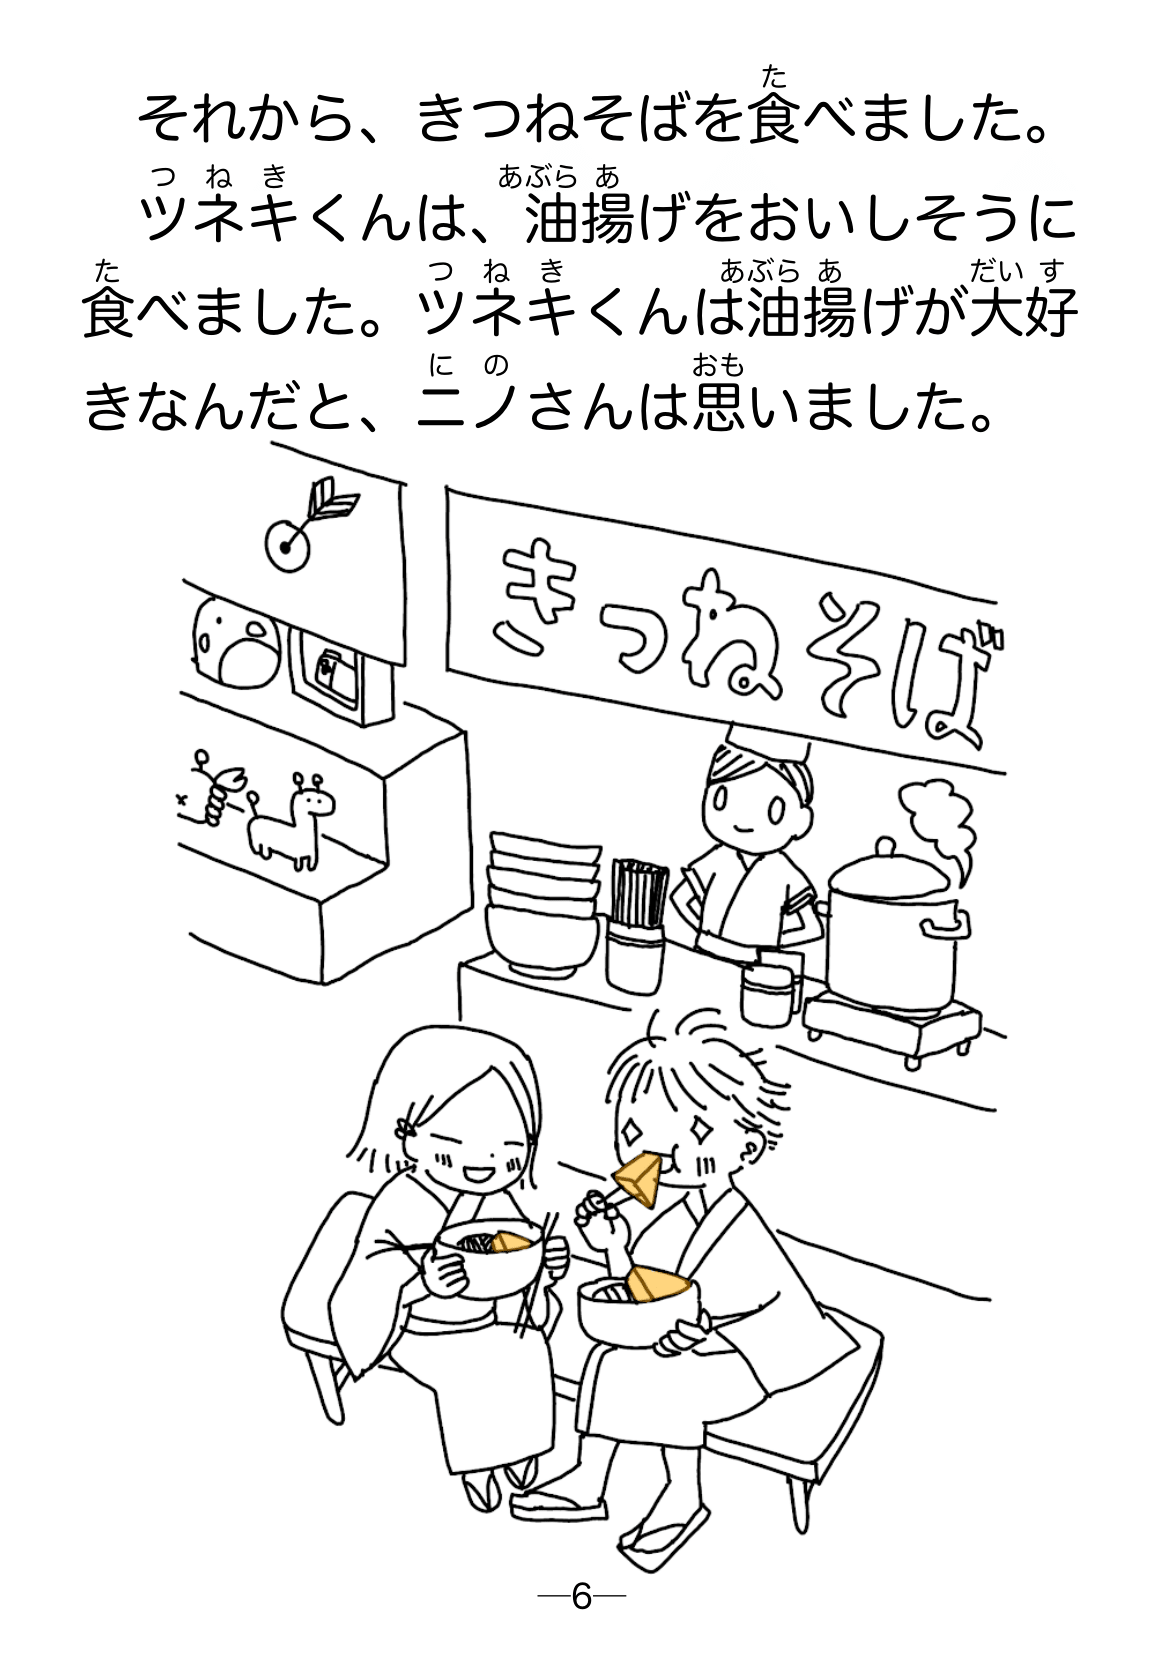 それから、きつねそばを食べました。
ツネキくんは、油揚げをおいしそうに
食べました。ツネキくんは油揚げが大好
きなんだと、ニノさんは思いました。
きつねそば
―6―